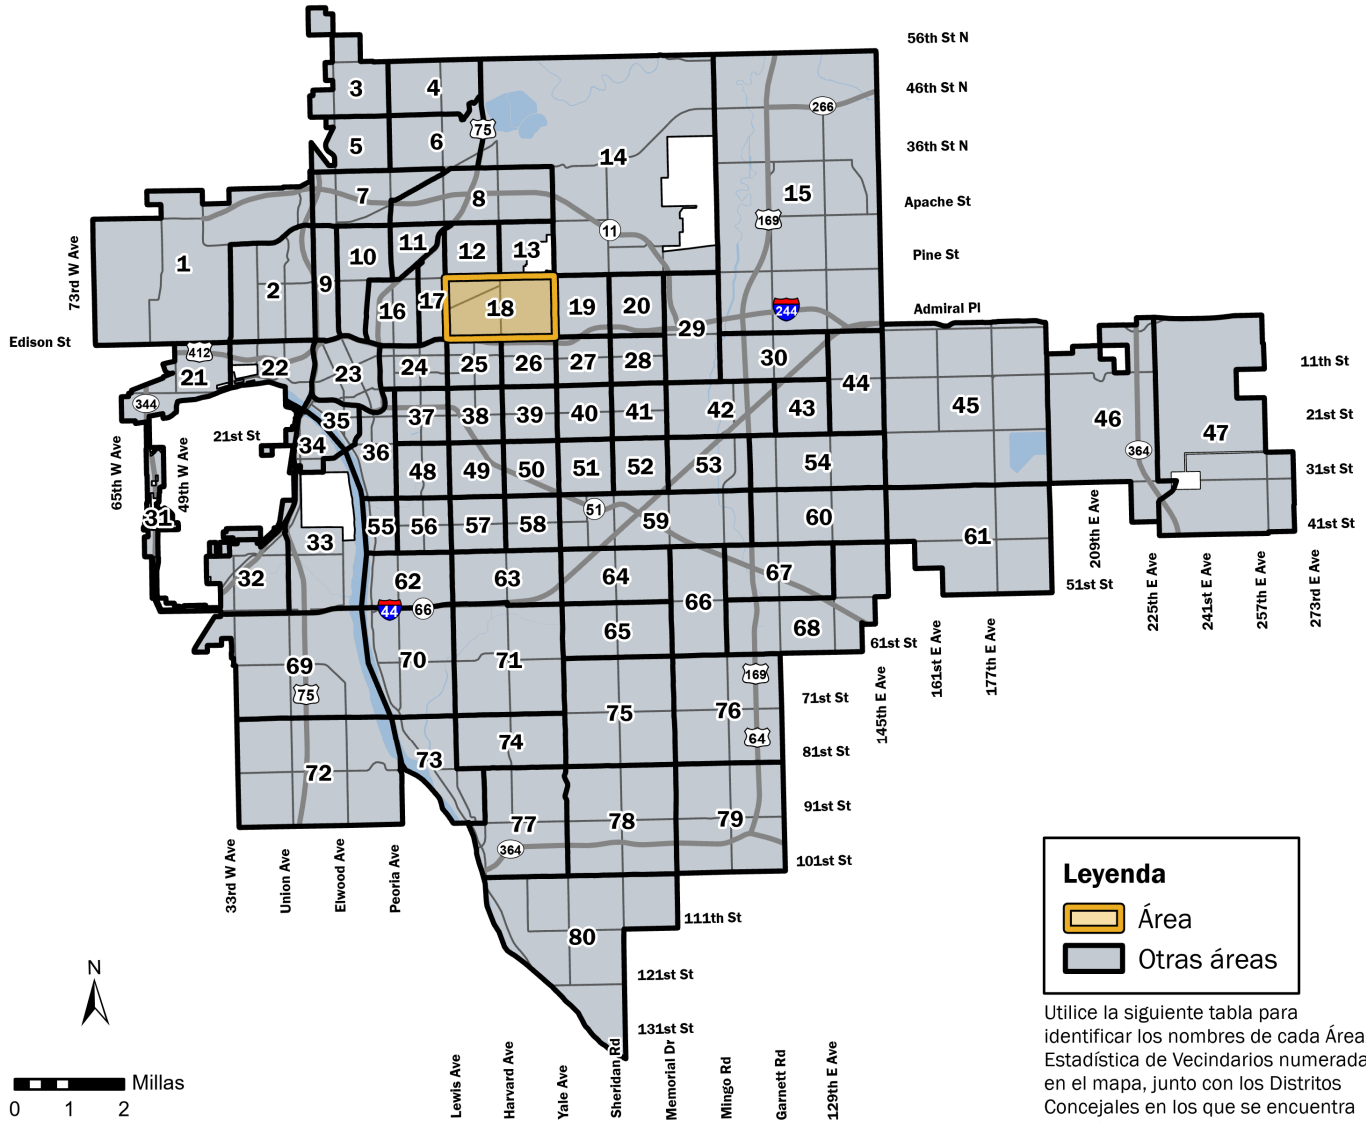 56th St N
46th St N
36th St N
Apache St
Pine St
Admiral Pl
11th St
21st St
31st St
41st St
51st St
61st St
71st St
81st St
91st St
101st St
111th St
121st St
131st St
73rd W Ave
Edison St
65th W Ave
49th W Ave
21st St
33rd W Ave
Union Ave
Elwood Ave
Peoria Ave
Lewis Ave
Harvard Ave
Yale Ave
Sheridan Rd
Memorial Dr
Mingo Rd
Garnett Rd
129th E Ave
145th E Ave
161st E Ave
177th E Ave
209th E Ave
225th E Ave
241st E Ave
257th E Ave
273rd E Ave
1
2
3
4
5
6
7
8
9
10
11
12
13
14
15
16
17
18
19
20
21
22
23
24
25
26
27
28
29
30
31
32
33
34
35
36
37
38
39
40
41
42
43
44
45
46
47
48
49
50
51
52
53
54
55
56
57
58
59
60
61
62
63
64
65
66
67
68
69
70
71
72
73
74
75
76
77
78
79
80
75
266
169
11
244
412
344
364
51
44
66
75
169
64
364
N
Millas
0 1 2
Leyenda
Área
Otras áreas
Utilice la siguiente tabla para
identificar los nombres de cada Área
Estadística de Vecindarios numerada
en el mapa, junto con los Distritos
Concejales en los que se encuentra